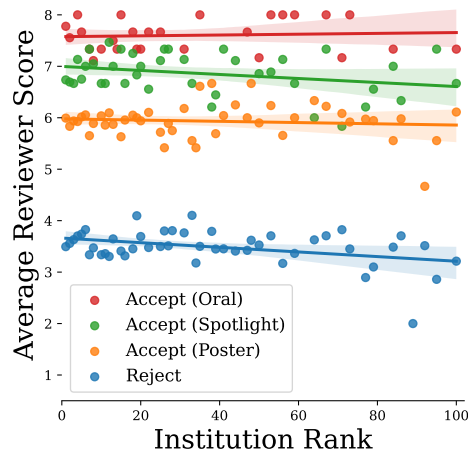 8
7
6
5
4
3
2
1
Average Reviewer Score
Accept (Oral)
Accept (Spotlight)
Accept (Poster)
Reject
0 20 40 60 80 100
Institution Rank